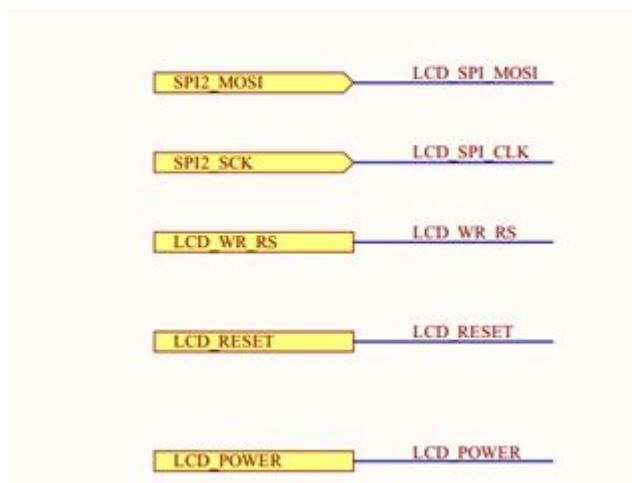 SPI2_MOSI LCD_SPI_MOSI
SPI2_SCK LCD_SPI_CLK
LCD_WR_RS LCD_WR_RS
LCD_RESET LCD_RESET
LCD_POWER LCD_POWER